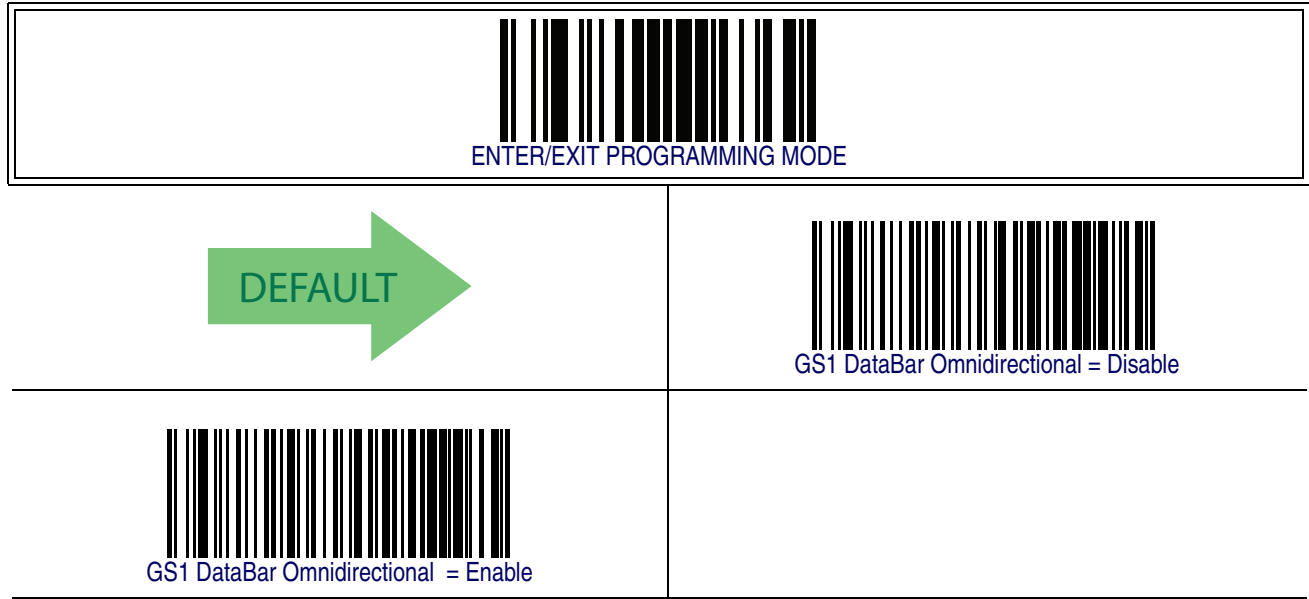 ENTER/EXIT PROGRAMMING MODE
DEFAULT
GS1 DataBar Omnidirectional = Disable
GS1 DataBar Omnidirectional = Enable